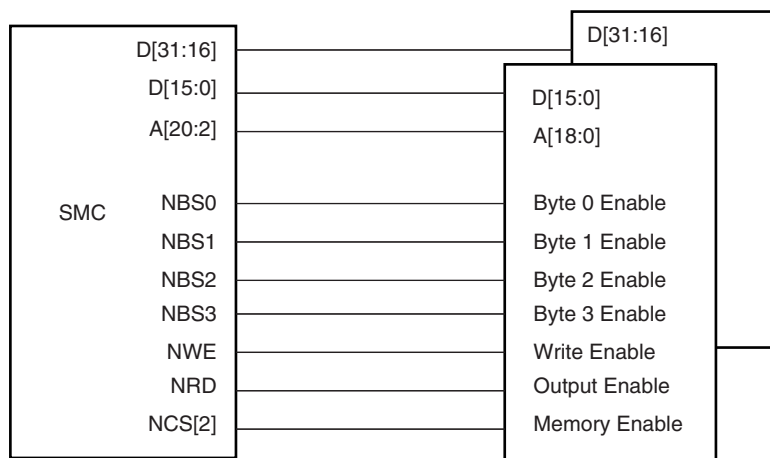 D[31:16] D[31:16]
D[15:0] D[15:0]
A[20:2] A[18:0]
SMC NBS0 Byte 0 Enable
NBS1 Byte 1 Enable
NBS2 Byte 2 Enable
NBS3 Byte 3 Enable
NWE Write Enable
NRD Output Enable
NCS[2] Memory Enable